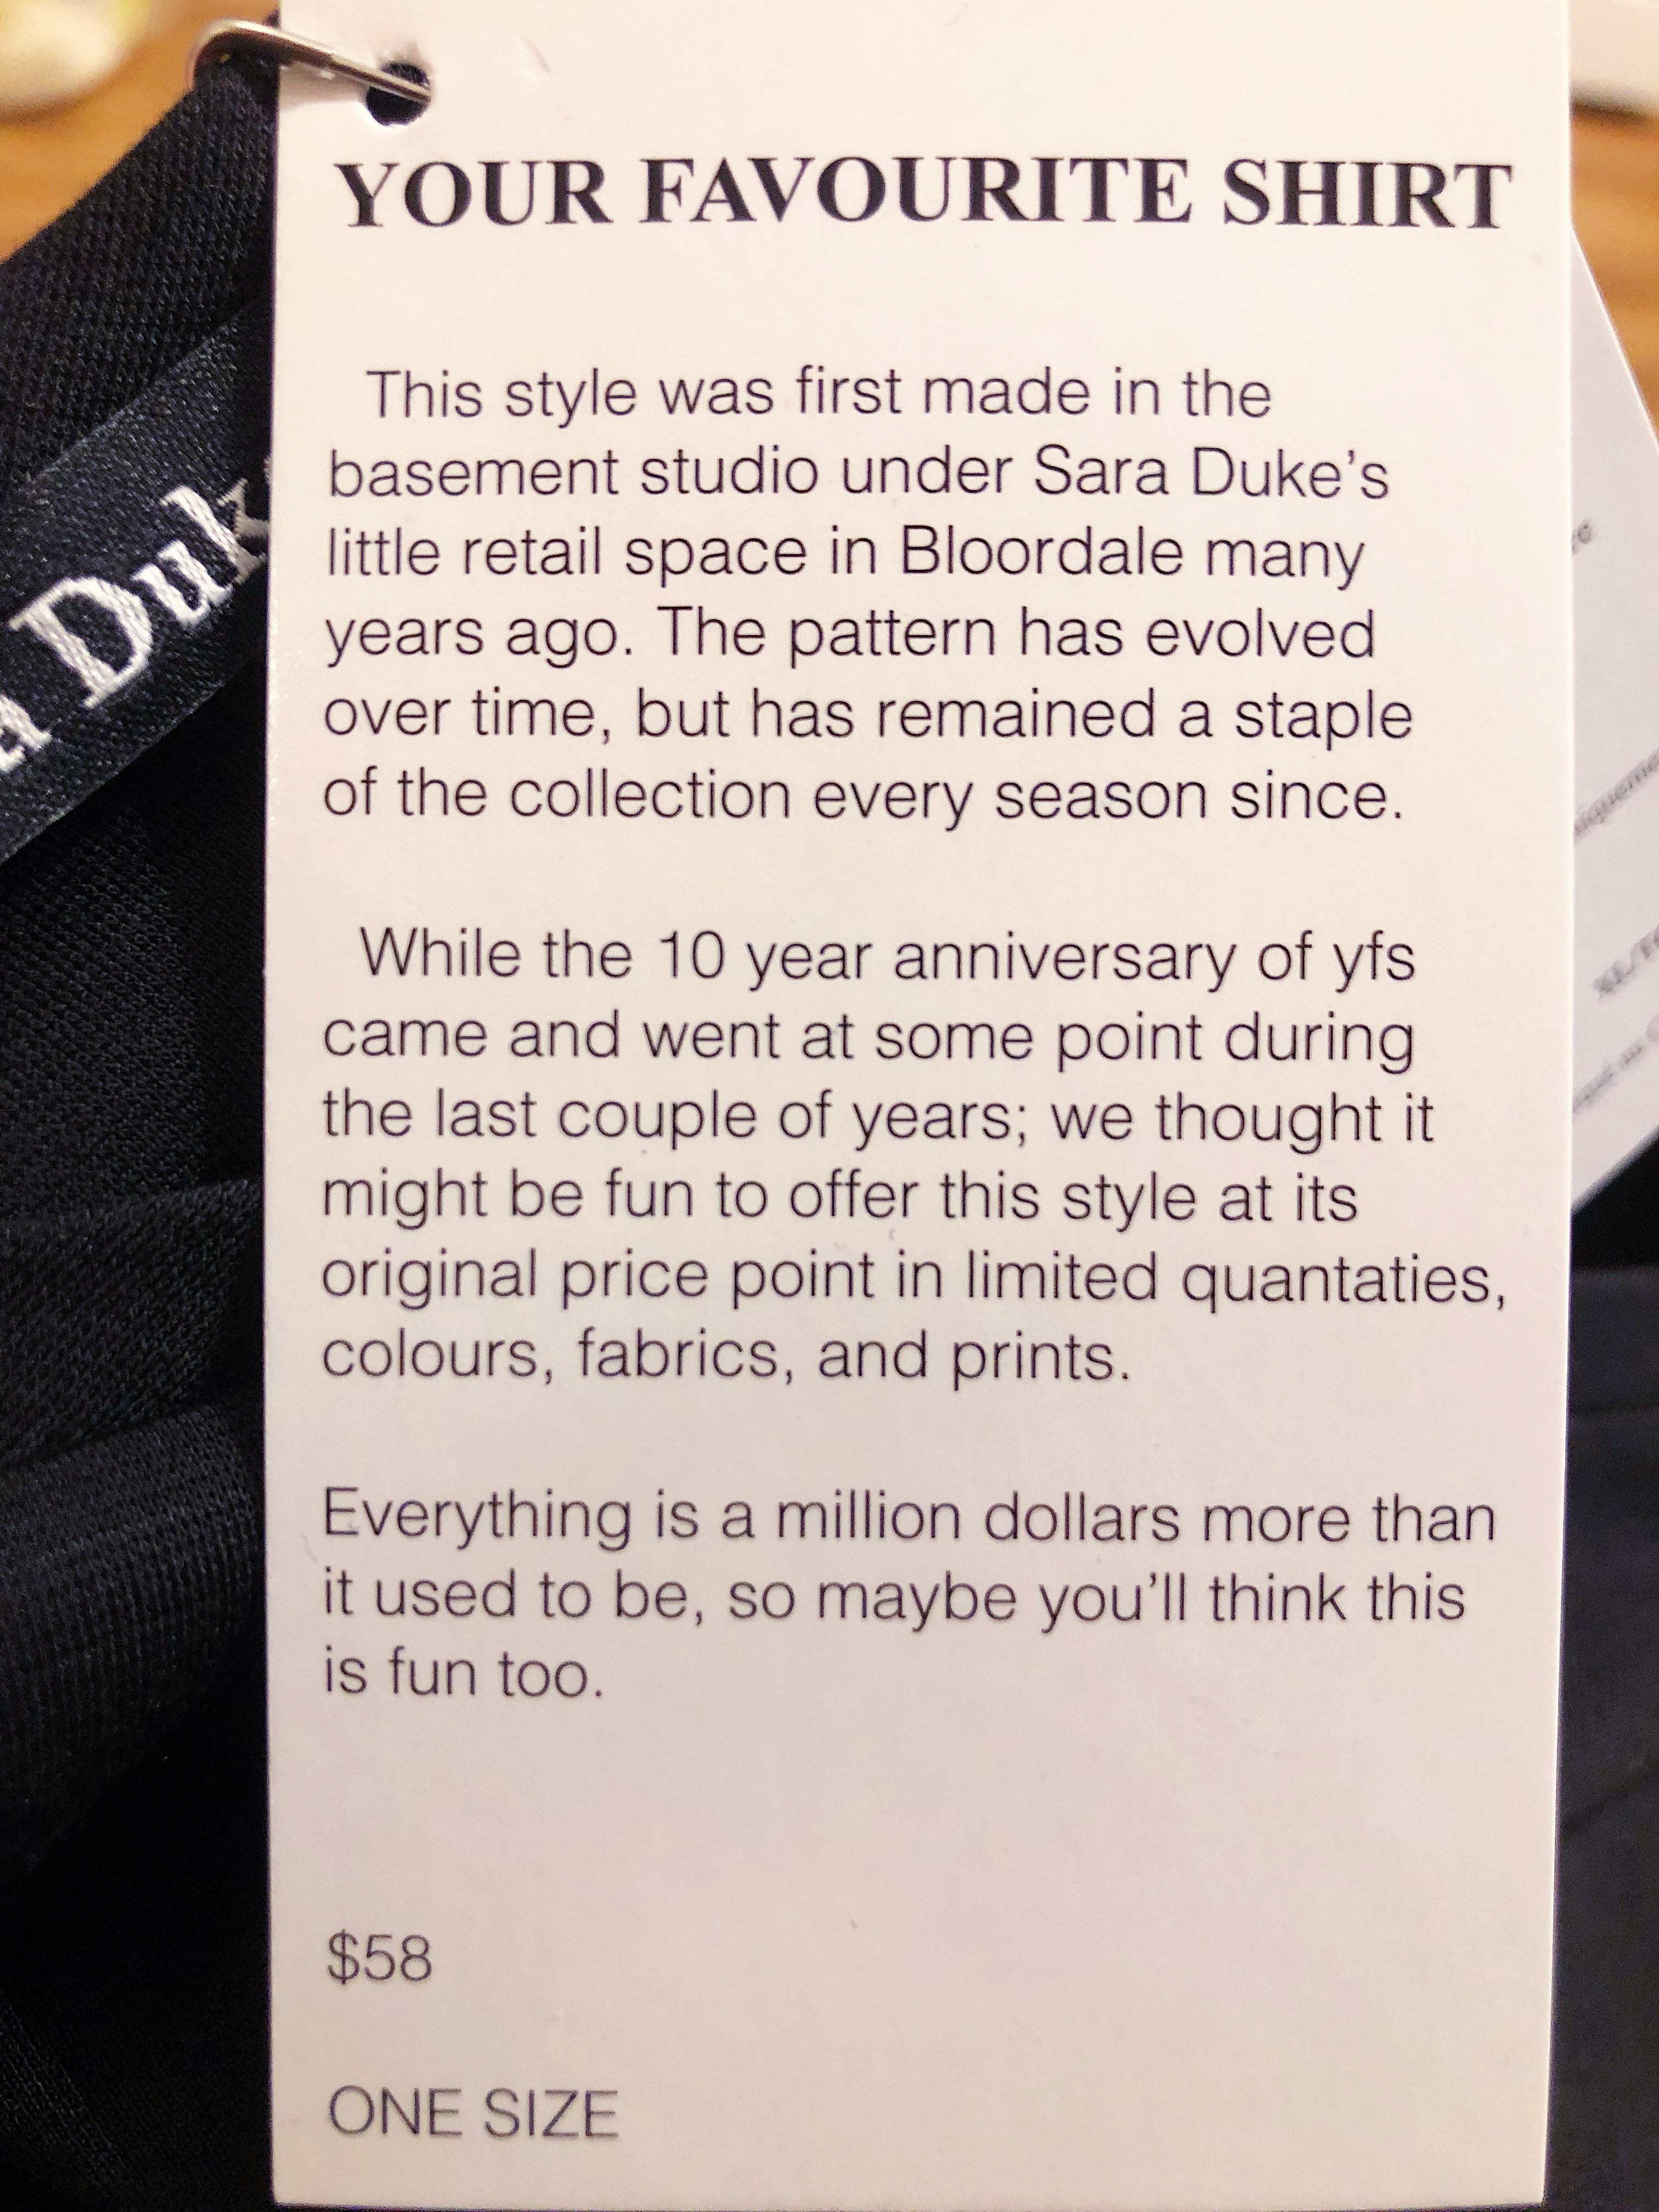 YOUR FAVOURITE SHIRT
This style was first made in the
basement studio under Sara Duke's
little retail space in Bloordale many
years ago. The pattern has evolved
over time, but has remained a staple
of the collection every season since.
While the 10 year anniversary of yfs
came and went at some point during
the last couple of years; we thought it
might be fun to offer this style at its
original price point in limited quantaties,
colours, fabrics, and prints.
Everything is a million dollars more than
it used to be, so maybe you'll think this
is fun too.
$58
ONE SIZE
a Duk